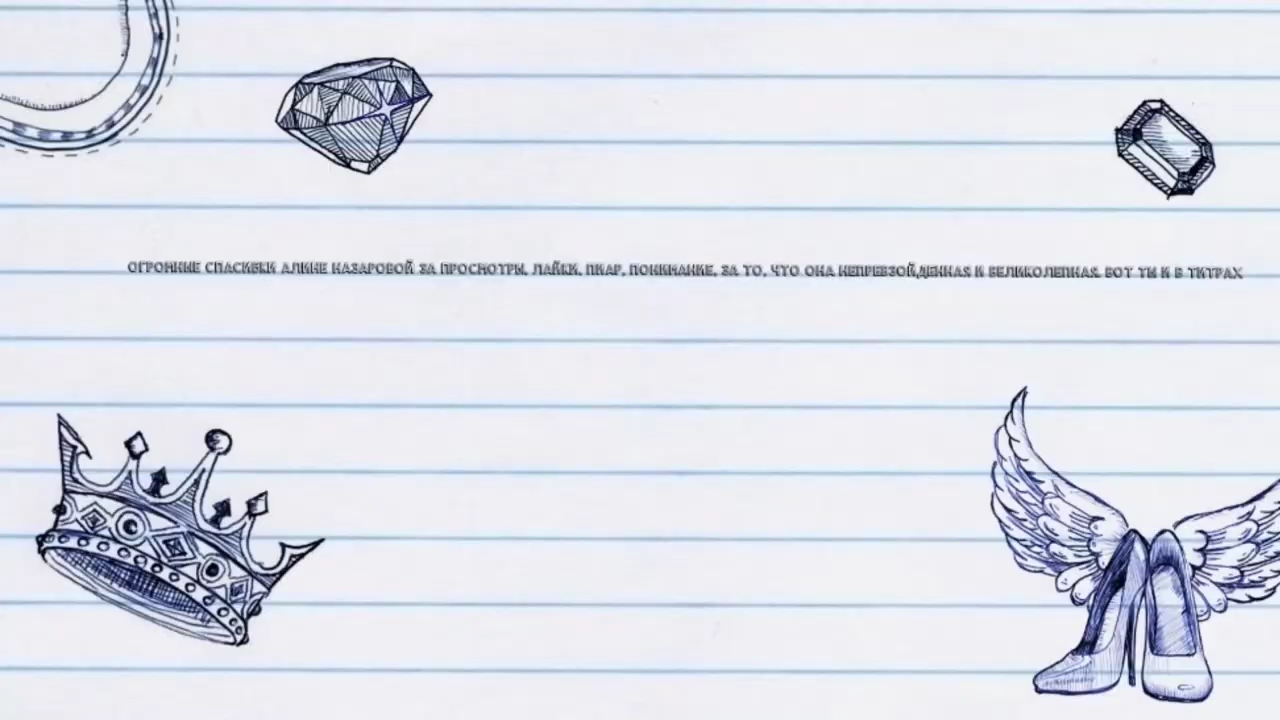 ОГРОМНЫЕ СПАСИБКИ АЛИНЕ НАЗАРОВОЙ ЗА ПРОСМОТРЫ, ЛАЙКИ, ПИАР, ПОНИМАНИЕ, ЗА ТО, ЧТО ОНА НЕПРЕВЗОЙДЕННАЯ И ВЕЛИКОЛЕПНАЯ. ВОТ ТЫ И В ТИТРАХ